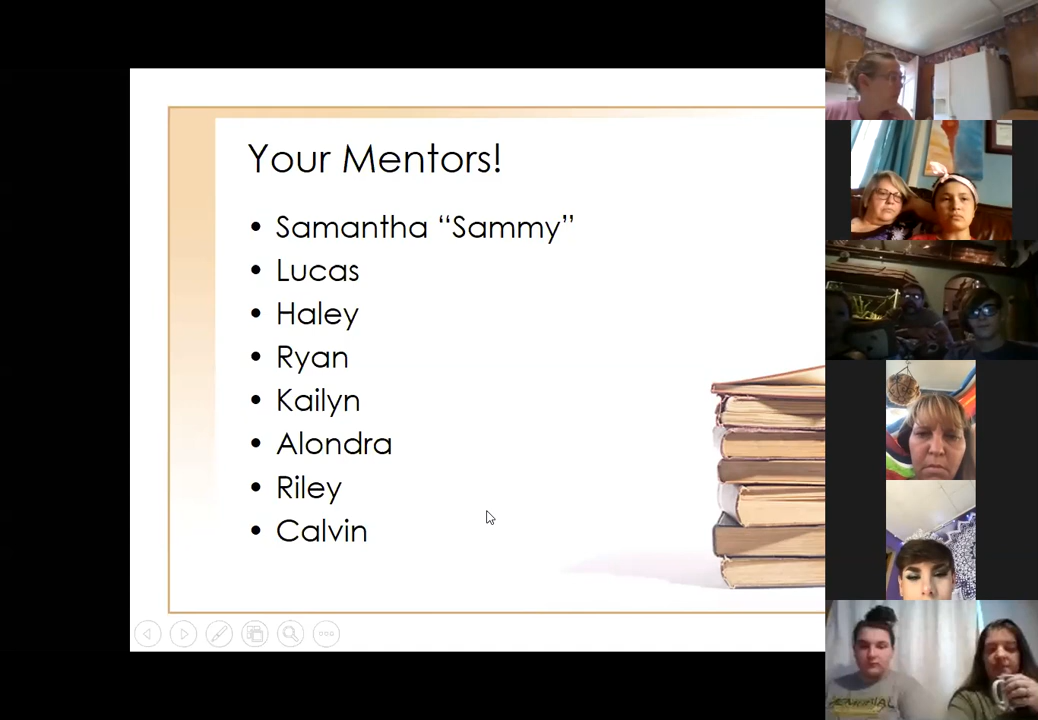 Your Mentors!
• Samantha “Sammy”
• Lucas
• Haley
• Ryan
• Kailyn
• Alondra
• Riley
• Calvin